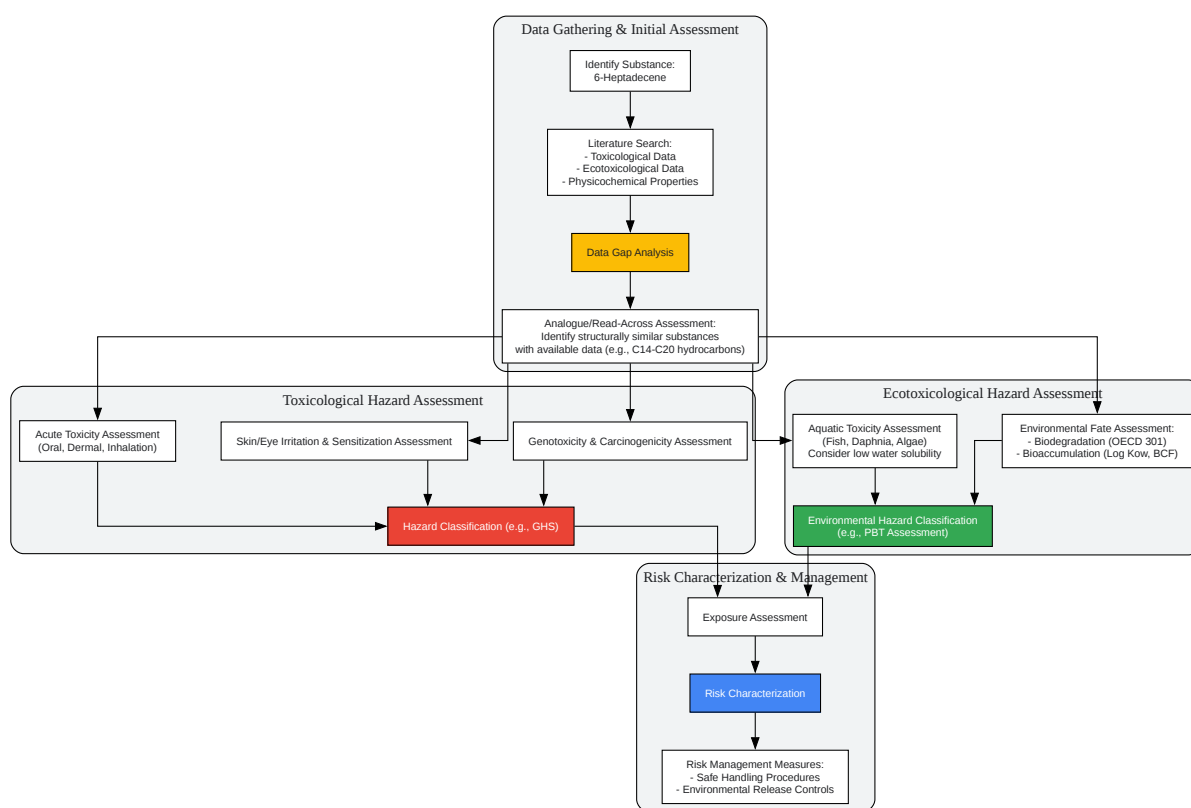 Data Gathering & Initial Assessment
Identify Substance:
6-Heptadecene
Literature Search:
- Toxicological Data
- Ecotoxicological Data
- Physicochemical Properties
Data Gap Analysis
Analogue/Read-Across Assessment:
Identify structurally similar substances
with available data (e.g., C14-C20 hydrocarbons)
Toxicological Hazard Assessment
Acute Toxicity Assessment
(Oral, Dermal, Inhalation)
Skin/Eye Irritation & Sensitization Assessment
Genotoxicity & Carcinogenicity Assessment
Hazard Classification (e.g., GHS)
Ecotoxicological Hazard Assessment
Aquatic Toxicity Assessment
(Fish, Daphnia, Algae)
Consider low water solubility
Environmental Fate Assessment:
- Biodegradation (OECD 301)
- Bioaccumulation (Log Kow, BCF)
Environmental Hazard Classification
(e.g., PBT Assessment)
Risk Characterization & Management
Exposure Assessment
Risk Characterization
Risk Management Measures:
- Safe Handling Procedures
- Environmental Release Controls